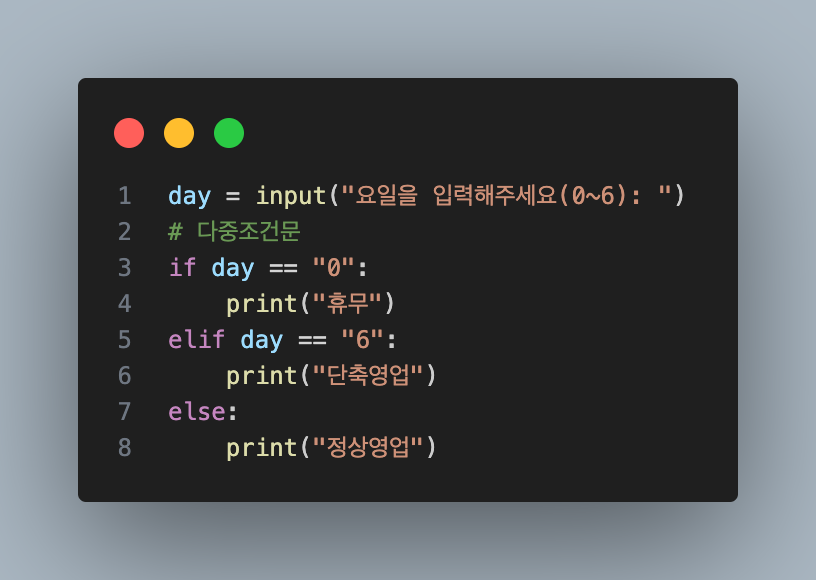 1 day = input("요일을 입력해주세요(0~6): ")
2 # 다중조건문
3 if day == "0":
4     print("휴무")
5 elif day == "6":
6     print("단축영업")
7 else:
8     print("정상영업")